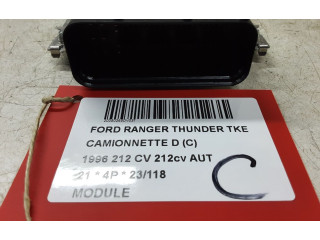 FORD RANGER THUNDER TKE
CAMIONNETTE D (C)
1996 212 CV 212cv AUT
21 * 4P * 23/118
MODULE
C